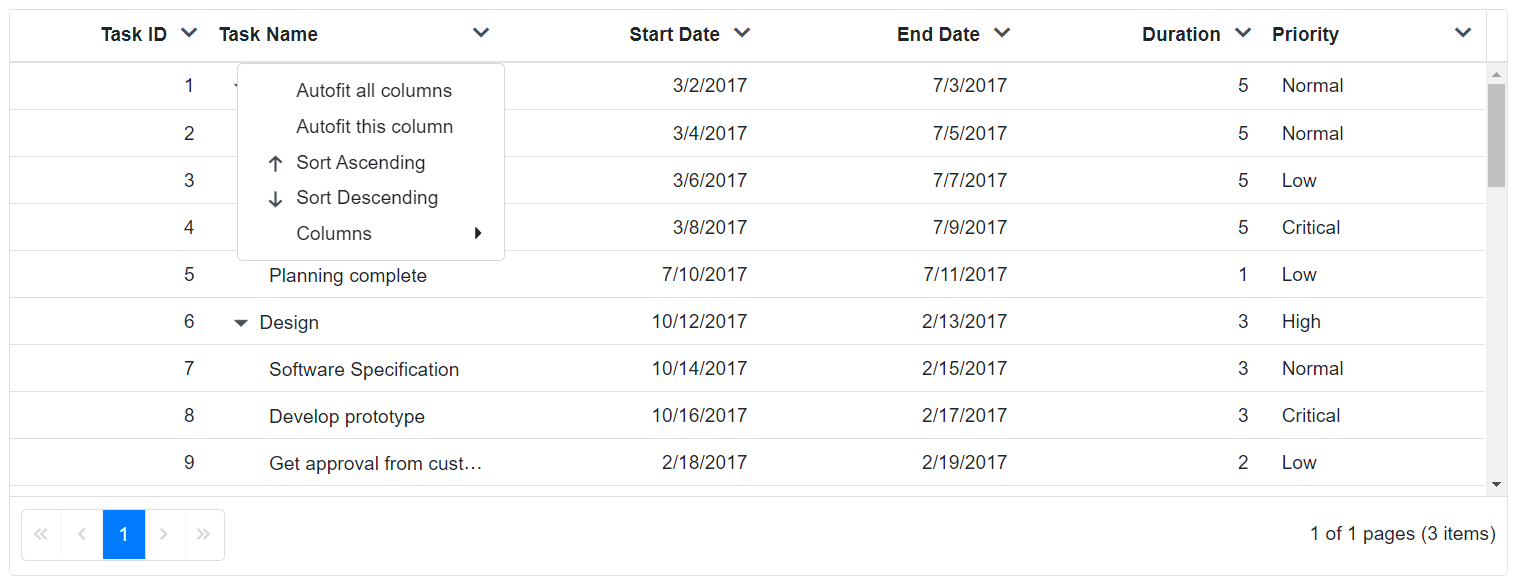 Task ID Task Name Start Date End Date Duration Priority
1 3/2/2017 7/3/2017 5 Normal
Autofit all columns
Autofit this column
2 3/4/2017 7/5/2017 5 Normal
Sort Ascending
3 3/6/2017 7/7/2017 5 Low
Sort Descending
4 3/8/2017 7/9/2017 5 Critical
Columns
5 Planning complete 7/10/2017 7/11/2017 1 Low
6 Design 10/12/2017 2/13/2017 3 High
7 Software Specification 10/14/2017 2/15/2017 3 Normal
8 Develop prototype 10/16/2017 2/17/2017 3 Critical
9 Get approval from cust... 2/18/2017 2/19/2017 2 Low
1 1 of 1 pages (3 items)